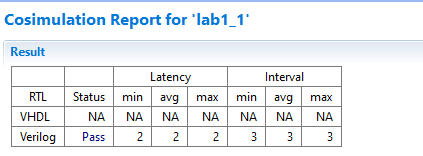 Cosimulation Report for 'lab1_1'
Result
Latency Interval
RTL Status min avg max min avg max
VHDL NA NA NA NA NA NA NA
Verilog Pass 2 2 2 3 3 3